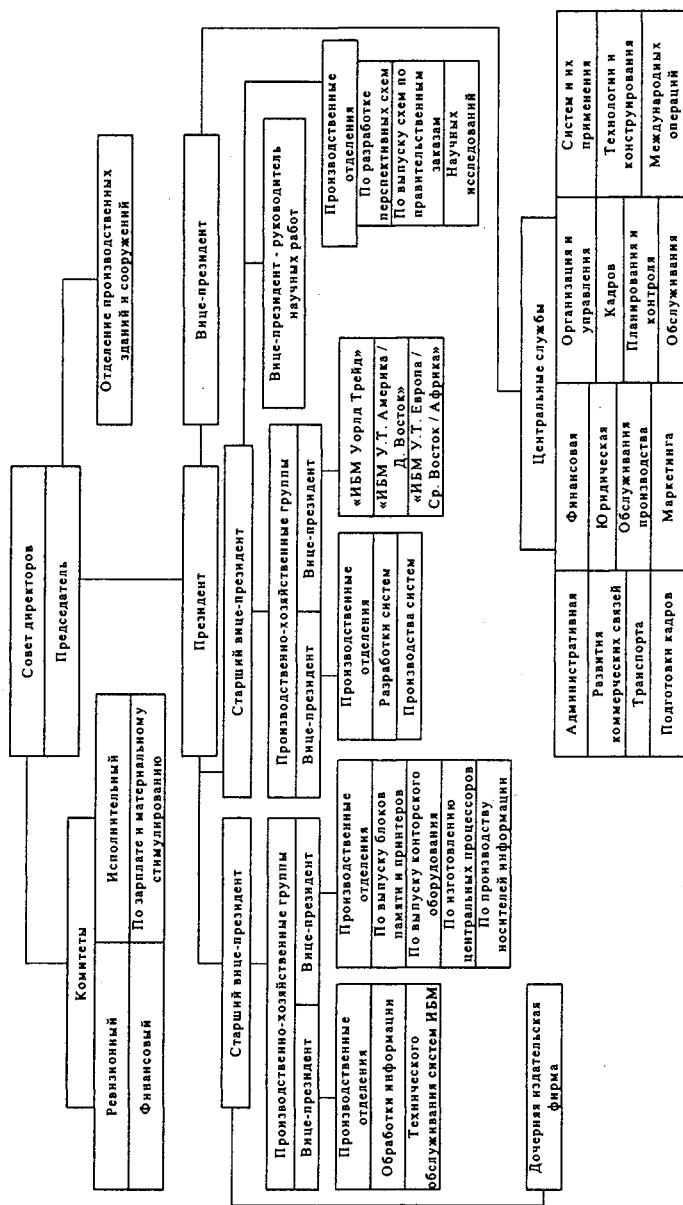 Совет директоров
Председатель
Комитеты
Ревизионный
Исполнительный
Финансовый
По зарплате и материальному
стимулированию
Отделение производственных
зданий и сооружений
Президент
Вице-президент
Старший вице-президент
Производственно-хозяйственные группы
Вице-президент
Вице-президент
Производственные
отделения
Обработки информации
Технического
обслуживания систем ИБМ
Производственные
отделения
По выпуску блоков
памяти и принтеров
По выпуску конторского
оборудования
По изготовлению
центральных процессоров
По производству
носителей информации
Дочерняя издательская
фирма
Старший вице-президент
Производственно-хозяйственные группы
Вице-президент
Вице-президент
Производственные
отделения
Разработки систем
Производства систем
«ИБМ Уорлд Трейд»
«ИБМ У.Т. Америка /
Д. Восток»
«ИБМ У.Т. Европа /
Ср. Восток / Африка»
Вице-президент - руководитель
научных работ
Производственные
отделения
По разработке
перспективных схем
По выпуску схем по
правительственным
заказам
Научных
исследований
Центральные службы
Административная
Финансовая
Организация и
управления
Систем и их
применения
Развития
коммерческих связей
Юридическая
Кадров
Технологии и
конструирования
Транспорта
Обслуживания
производства
Планирования и
контроля
Международных
операций
Подготовки кадров
Маркетинга
Обслуживания